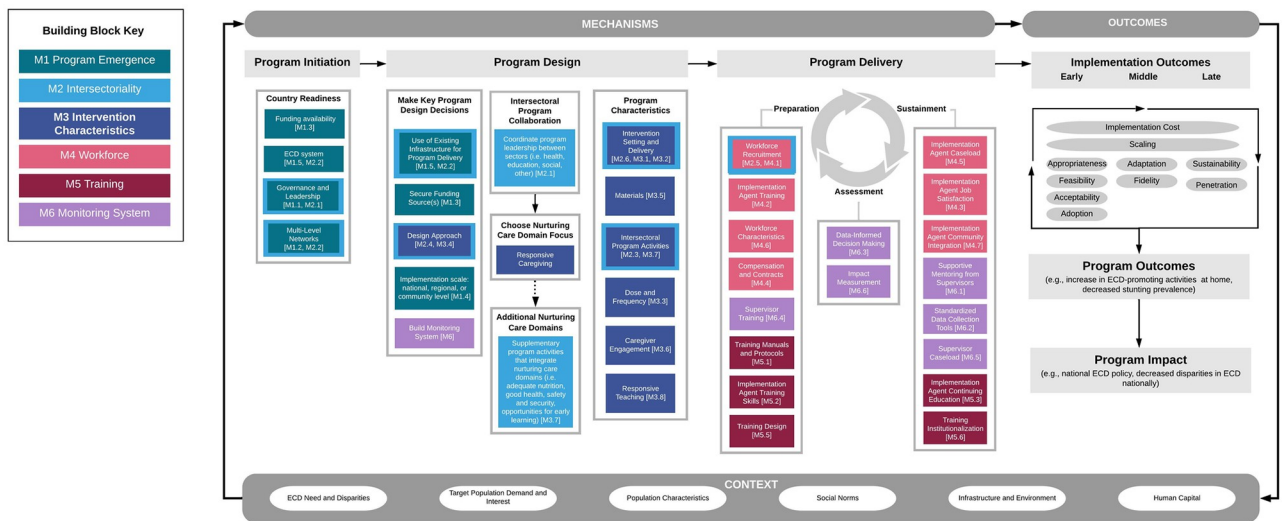 Building Block Key
M1 Program Emergence
M2 Intersectoriality
M3 Intervention
Characteristics
M4 Workforce
M5 Training
M6 Monitoring System
MECHANISMS
OUTCOMES
Program Initiation
Program Design
Program Delivery
Implementation Outcomes
Early
Middle
Late
Country Readiness
Funding availability
[M1.3]
ECD system
[M1.5, M2.2]
Governance and
Leadership
[M1.1, M2.1]
Multi-Level
Networks
[M1.2, M2.2]
Make Key Program
Design Decisions
Use of Existing
Infrastructure for
Program Delivery
[M1.5, M2.2]
Secure Funding
Source(s) [M1.3]
Design Approach
[M2.4, M3.4]
Implementation scale:
national, regional, or
community level [M1.4]
Build Monitoring
System [M6]
Intersectoral
Program
Collaboration
Coordinate program
leadership between
sectors (i.e. health,
education, social,
other) [M2.1]
Choose Nurturing
Care Domain Focus
Responsive
Caregiving
Additional Nurturing
Care Domains
Supplementary
program activities
that integrate
nurturing care
domains (i.e.
adequate nutrition,
good health, safety
and security,
opportunities for early
learning) [M3.7]
Program
Characteristics
Intervention
Setting and
Delivery
[M2.6, M3.1, M3.2]
Materials [M3.5]
Intersectoral
Program Activities
[M2.3, M3.7]
Dose and
Frequency [M3.3]
Caregiver
Engagement [M3.6]
Responsive
Teaching [M3.8]
Preparation
Sustainment
Assessment
Workforce
Recruitment
[M2.5, M4.1]
Implementation
Agent Training
[M4.2]
Workforce
Characteristics
[M4.6]
Compensation
and Contracts
[M4.4]
Supervisor
Training [M6.4]
Training Manuals
and Protocols
[M5.1]
Implementation
Agent Training
Skills [M5.2]
Training Design
[M5.5]
Data-Informed
Decision Making
[M6.3]
Impact
Measurement
[M6.6]
Implementation
Agent Caseload
[M4.5]
Implementation
Agent Job
Satisfaction
[M4.3]
Implementation
Agent Community
Integration [M4.7]
Supportive
Mentoring from
Supervisors
[M6.1]
Standardized
Data Collection
Tools [M6.2]
Supervisor
Caseload [M6.5]
Implementation
Agent Continuing
Education [M5.3]
Training
Institutionalization
[M5.6]
Implementation Cost
Scaling
Appropriateness
Adaptation
Sustainability
Feasibility
Fidelity
Penetration
Acceptability
Adoption
Program Outcomes
(e.g., increase in ECD-promoting activities at home,
decreased stunting prevalence)
Program Impact
(e.g., national ECD policy, decreased disparities in ECD
nationally)
CONTEXT
ECD Need and Disparities
Target Population Demand and
Interest
Population Characteristics
Social Norms
Infrastructure and Environment
Human Capital